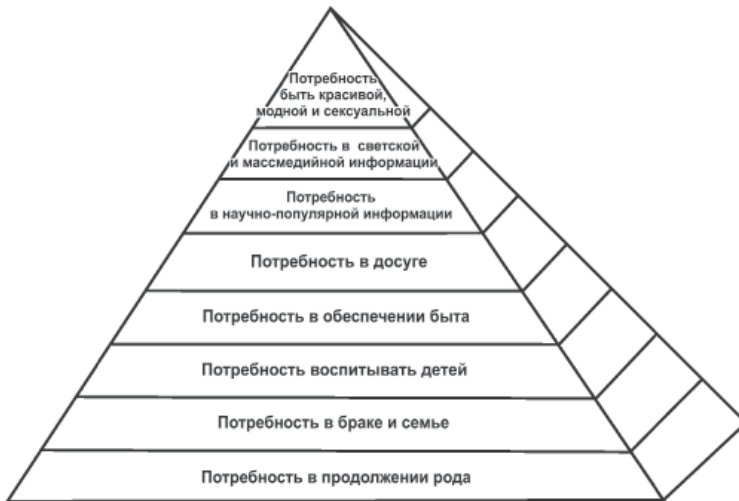 Потребность
быть красивой,
модной и сексуальной
Потребность в светской
и массмедийной информации
Потребность
в научно-популярной информации
Потребность в досуге
Потребность в обеспечении быта
Потребность воспитывать детей
Потребность в браке и семье
Потребность в продолжении рода